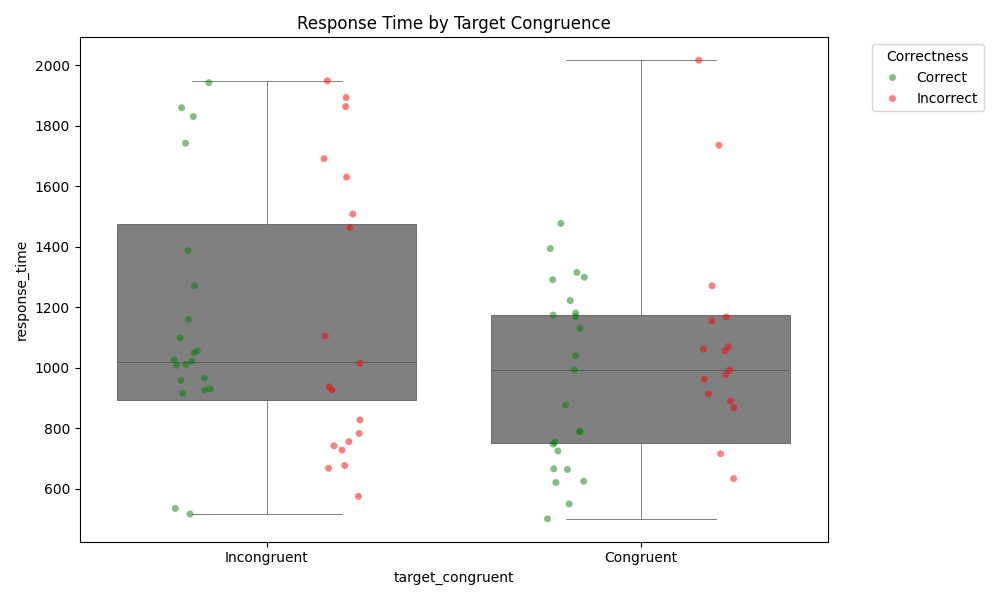 Response Time by Target Congruence
Correctness
Correct
Incorrect
2000
1800
1600
1400
1200
1000
800
600
response_time
Incongruent
Congruent
target_congruent